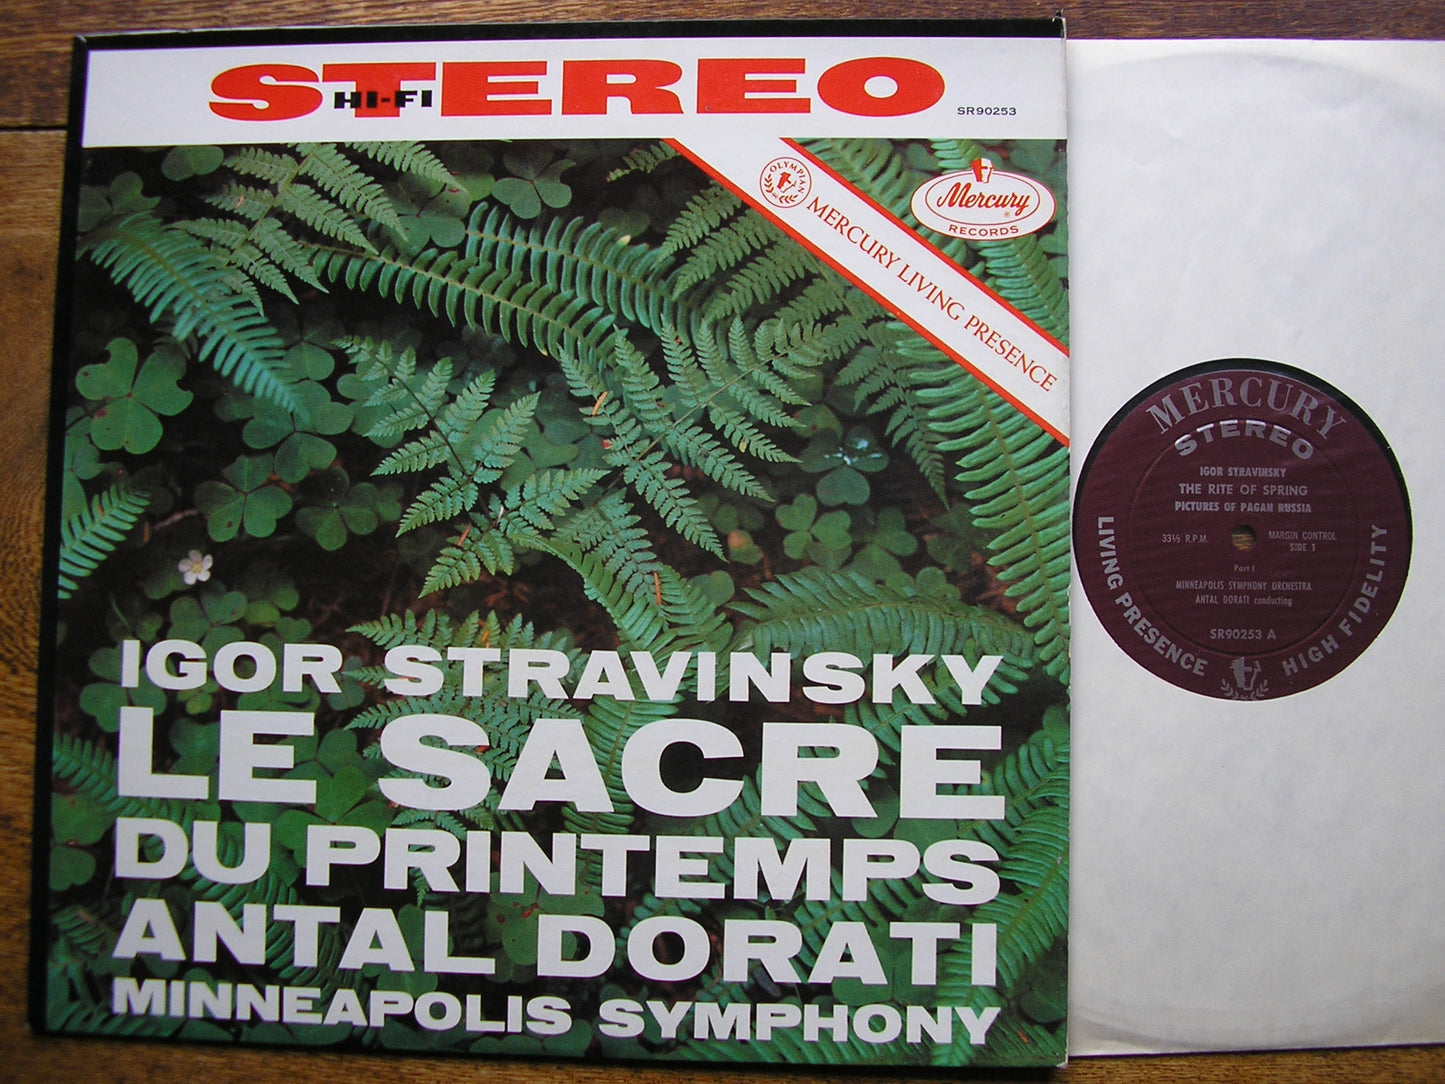 STEREO
HI-FI
SR90253
OLYMPIAN
MERCURY LIVING PRESENCE
Mercury
®
RECORDS
IGOR STRAVINSKY
LE SACRE
DU PRINTEMPS
ANTAL DORATI
MINNEAPOLIS SYMPHONY
MERCURY
STEREO
IGOR STRAVINSKY
THE RITE OF SPRING
PICTURES OF PAGAN RUSSIA
33⅓ R.P.M.
MARGIN CONTROL
SIDE 1
Part I
MINNEAPOLIS SYMPHONY ORCHESTRA
ANTAL DORATI conducting
SR90253 A
LIVING PRESENCE
HIGH FIDELITY